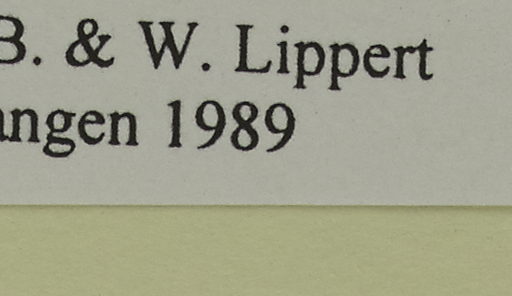 B. & W. Lippert
ngen 1989